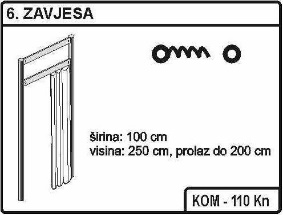 6. ZAVJESA
širina: 100 cm
visina: 250 cm, prolaz do 200 cm
KOM - 110 Kn